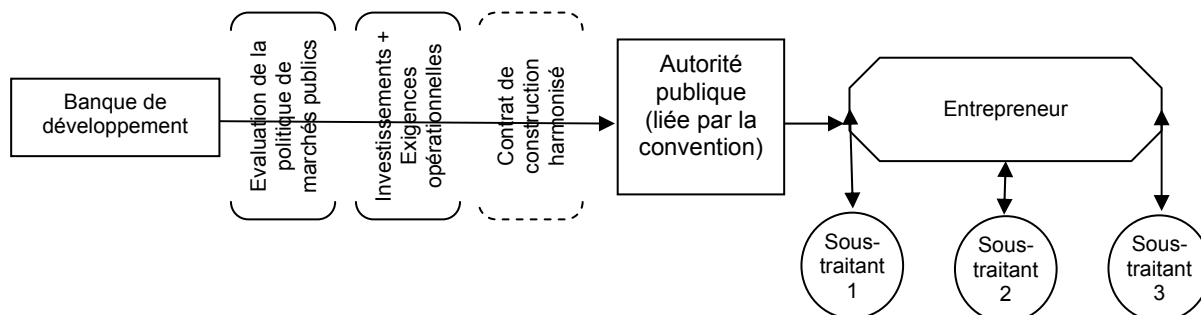 Banque de
développement
Evaluation de la
politique de
marchés publics
Investissements +
Exigences
opérationnelles
Contrat de
construction
harmonisé
Autorité
publique
(liée par la
convention)
Entrepreneur
Sous-
traitant
1
Sous-
traitant
2
Sous-
traitant
3